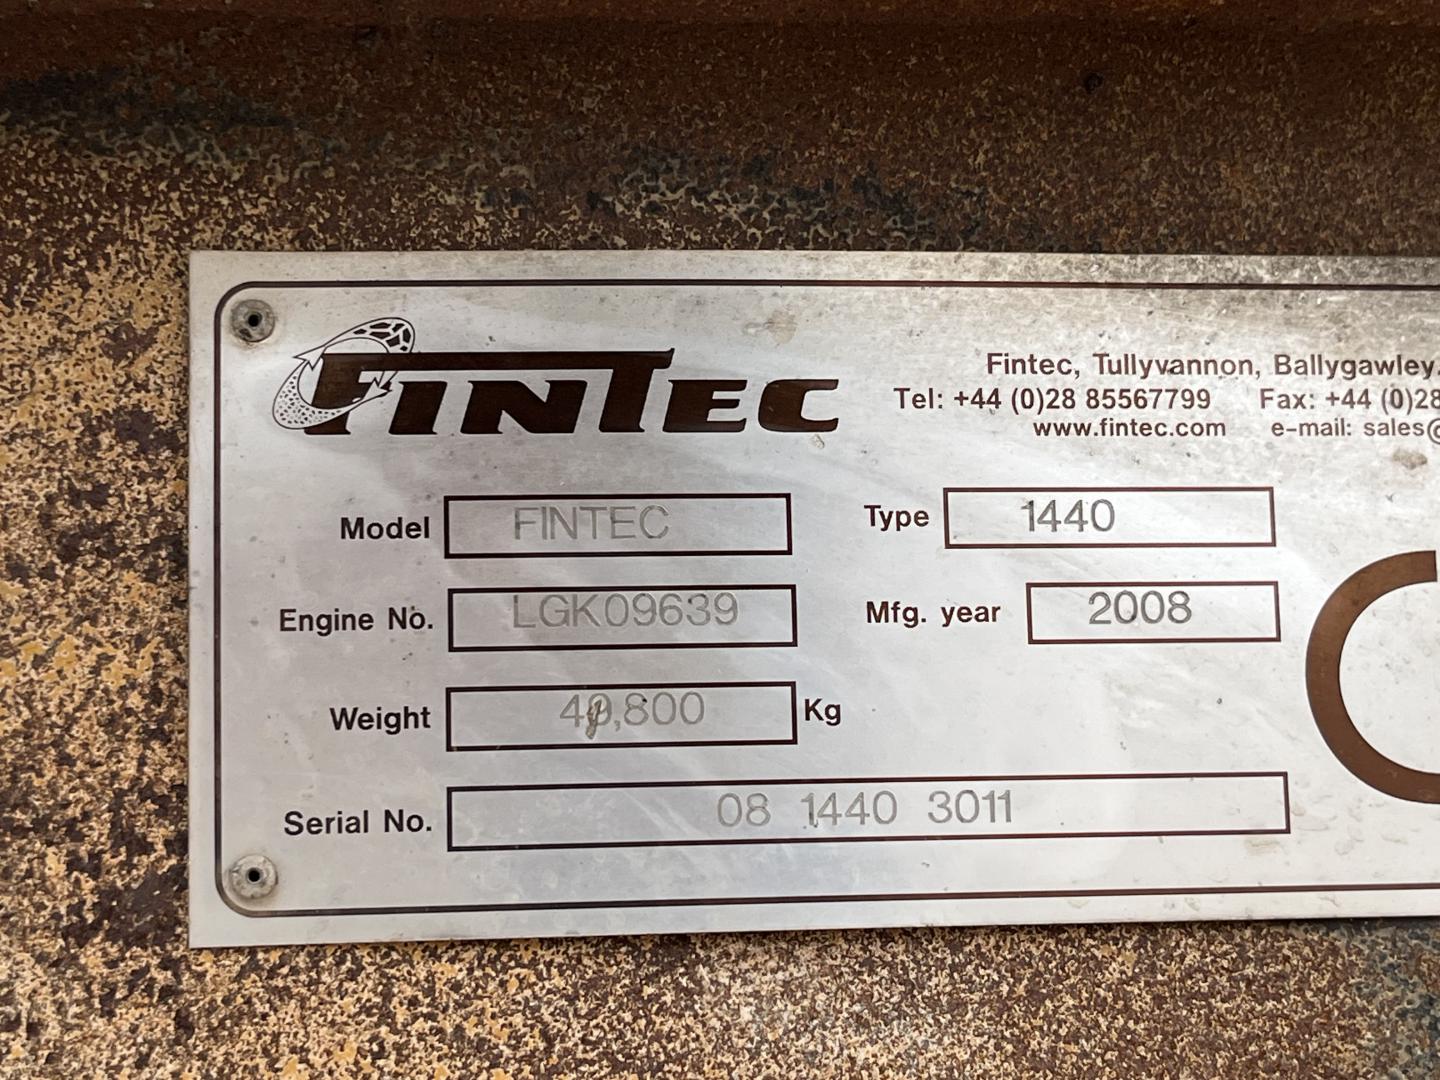 FINTEC
Fintec, Tullyvannon, Ballygawley.
Tel: +44 (0)28 85567799 Fax: +44 (0)28
www.fintec.com e-mail: sales@
Model FINTEC Type 1440
Engine No. LGK09639 Mfg. year 2008
Weight Kg
Serial No. 08 1440 3011